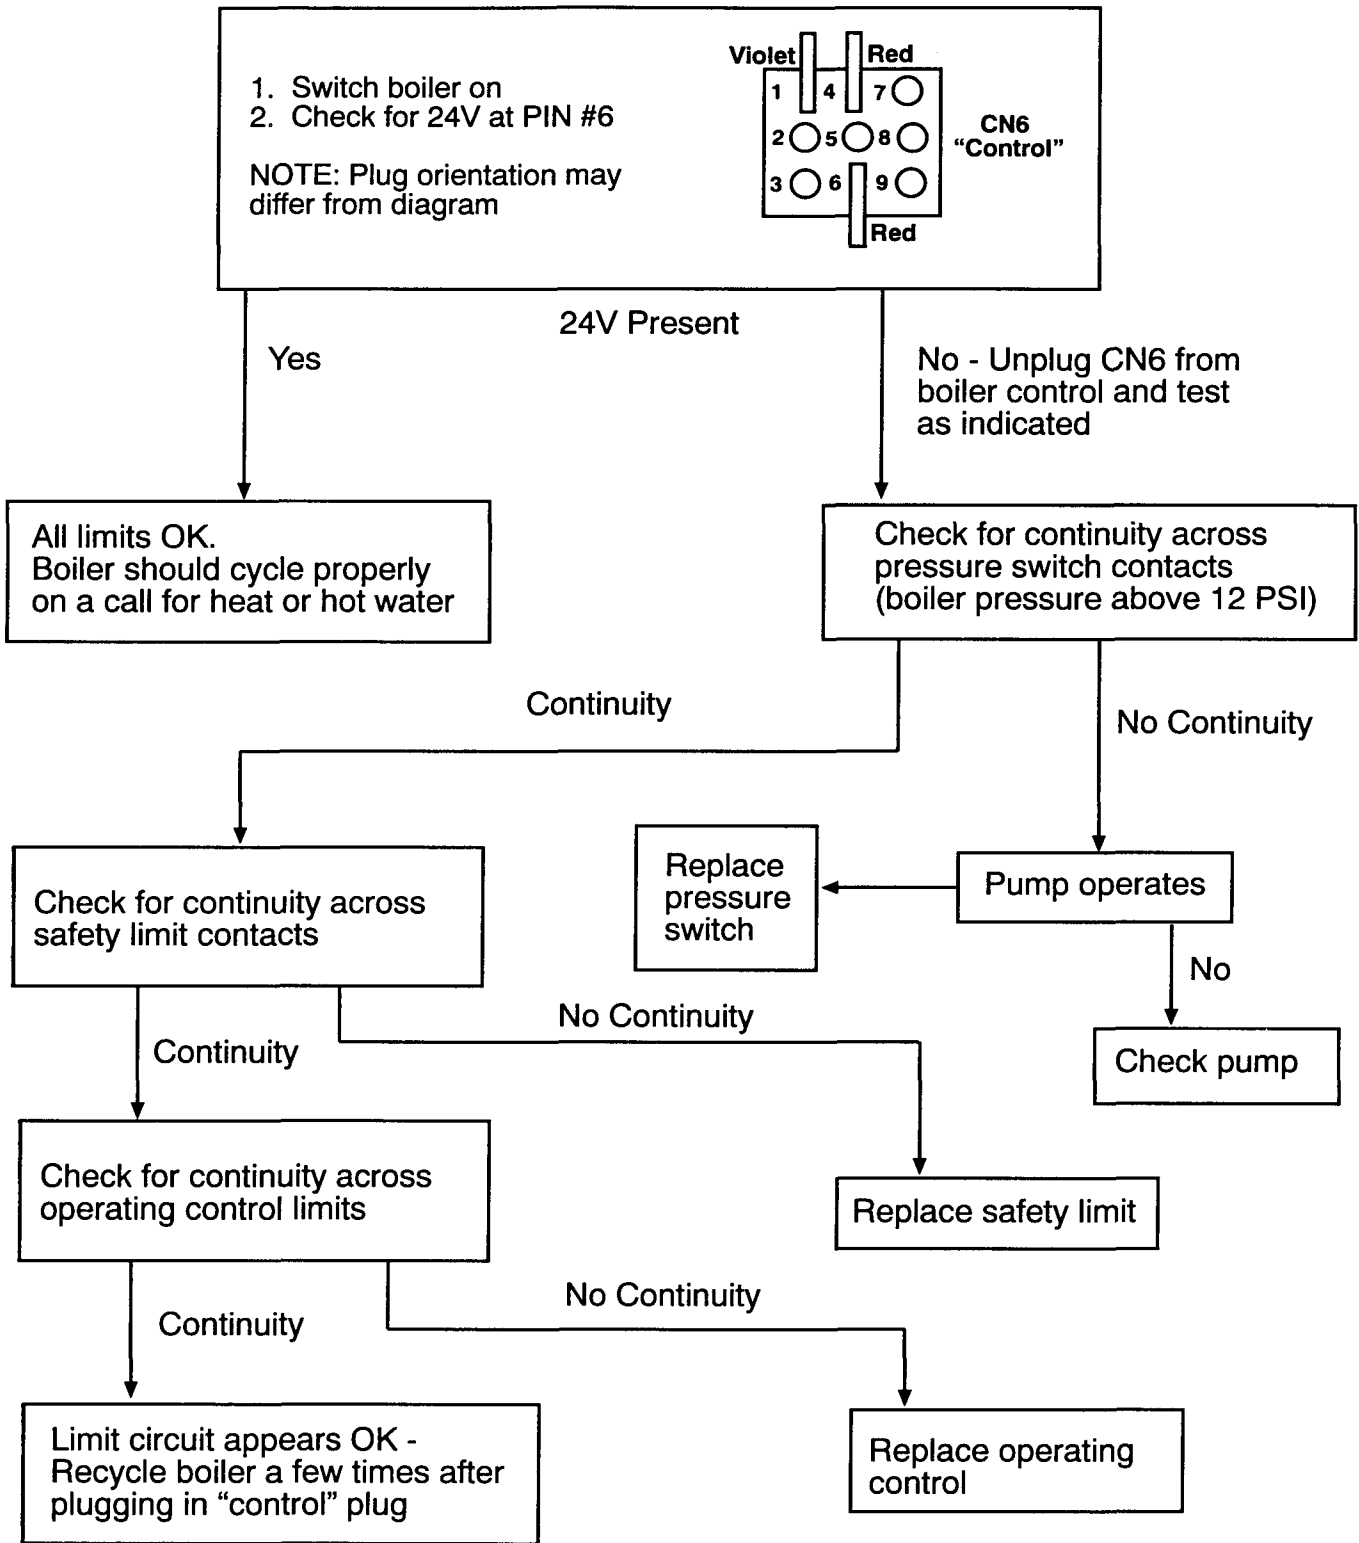 1. Switch boiler on
2. Check for 24V at PIN #6
NOTE: Plug orientation may
differ from diagram
Violet
Red
1
4
7
2
5
8
3
6
9
Red
CN6
“Control”
24V Present
Yes
No - Unplug CN6 from
boiler control and test
as indicated
All limits OK.
Boiler should cycle properly
on a call for heat or hot water
Check for continuity across
pressure switch contacts
(boiler pressure above 12 PSI)
Continuity
No Continuity
Check for continuity across
safety limit contacts
Replace
pressure
switch
Pump operates
No
Check pump
No Continuity
Continuity
Check for continuity across
operating control limits
Replace safety limit
No Continuity
Continuity
Limit circuit appears OK -
Recycle boiler a few times after
plugging in “control” plug
Replace operating
control